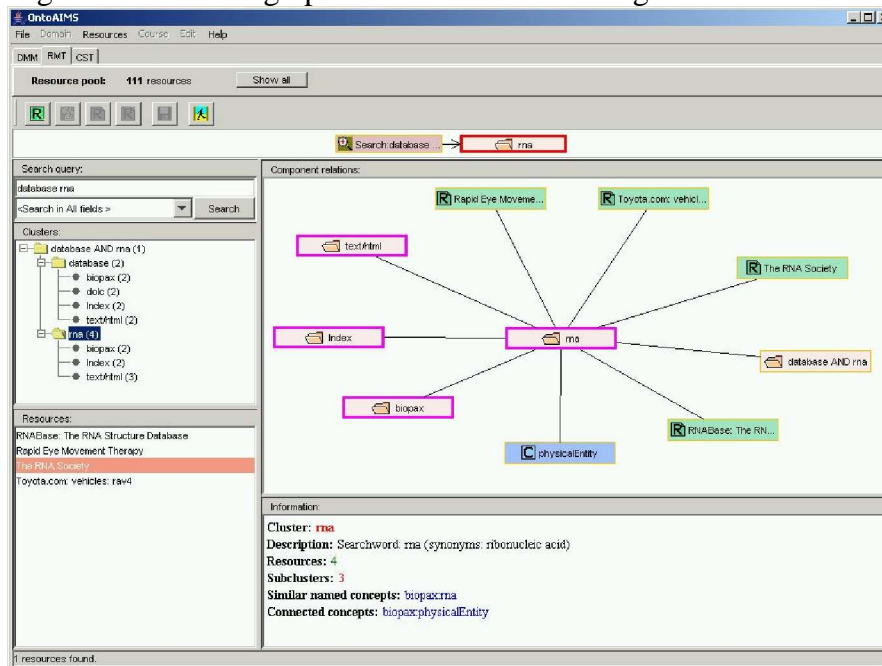 OntoAIMS
File Domain Resources Course Edit Help
DMM RMT CST
Resource pool: 111 resources Show all
Search:database ... rna
Search query:
database rna
<Search in All fields > Search
Clusters:
database AND rna (1)
database (2)
biopax (2)
dolc (2)
Index (2)
text/html (2)
rna (4)
biopax (2)
Index (2)
text/html (3)
Resources:
RNABase: The RNA Structure Database
Rapid Eye Movement Therapy
The RNA Society
Toyota.com: vehicles: rav4
Component relations:
R Rapid Eye Moveme...
R Toyota.com: vehicl...
text/html
R The RNA Society
Index
rna
database AND rna
biopax
R RNABase: The RN...
C physicalEntity
Information:
Cluster: rna
Description: Searchword: rna (synonyms: ribonucleic acid)
Resources: 4
Subclusters: 3
Similar named concepts: biopax:rna
Connected concepts: biopax:physicalEntity
1 resources found.